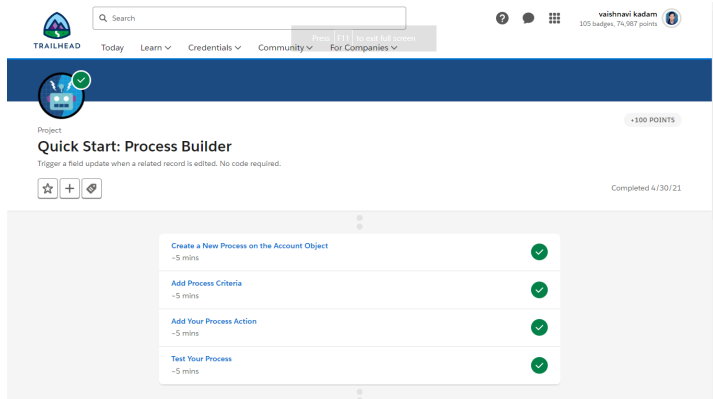 Search
vaishnavi kadam
105 badges, 74,987 points
TRAILHEAD
Today Learn Credentials Community For Companies
Press F11 to exit full screen
+100 POINTS
Project
Quick Start: Process Builder
Trigger a field update when a related record is edited. No code required.
Completed 4/30/21
Create a New Process on the Account Object
~5 mins
Add Process Criteria
~5 mins
Add Your Process Action
~5 mins
Test Your Process
~5 mins